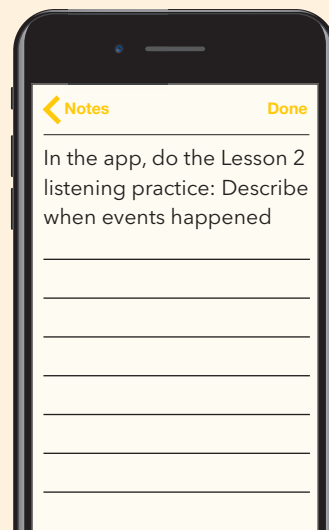 Notes Done
In the app, do the Lesson 2
listening practice: Describe
when events happened